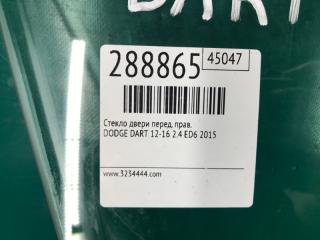 DART
288865 45047
Стекло двери перед. прав.
DODGE DART 12-16 2.4 ED6 2015
www.3234444.com